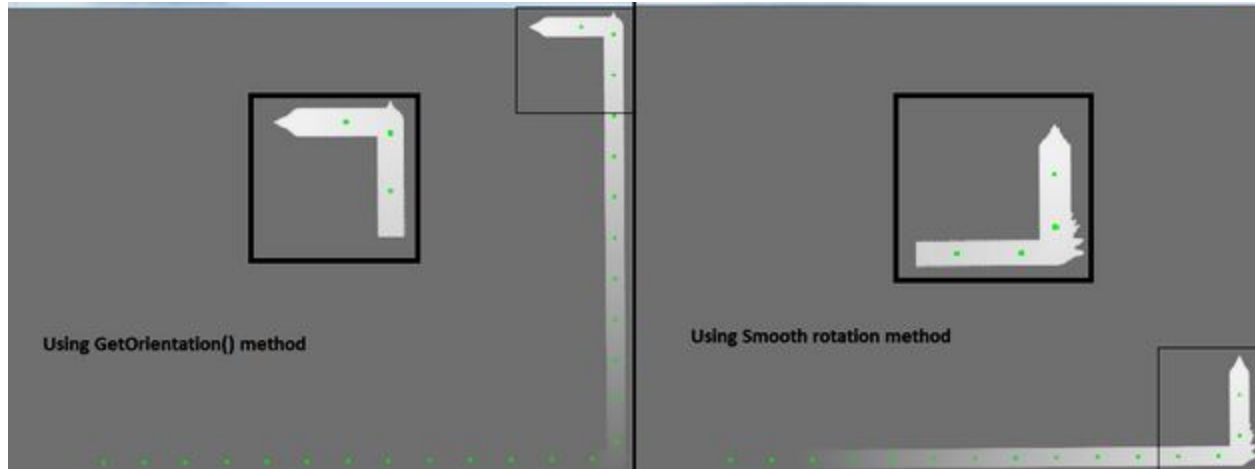 Using GetOrientation() method
Using Smooth rotation method